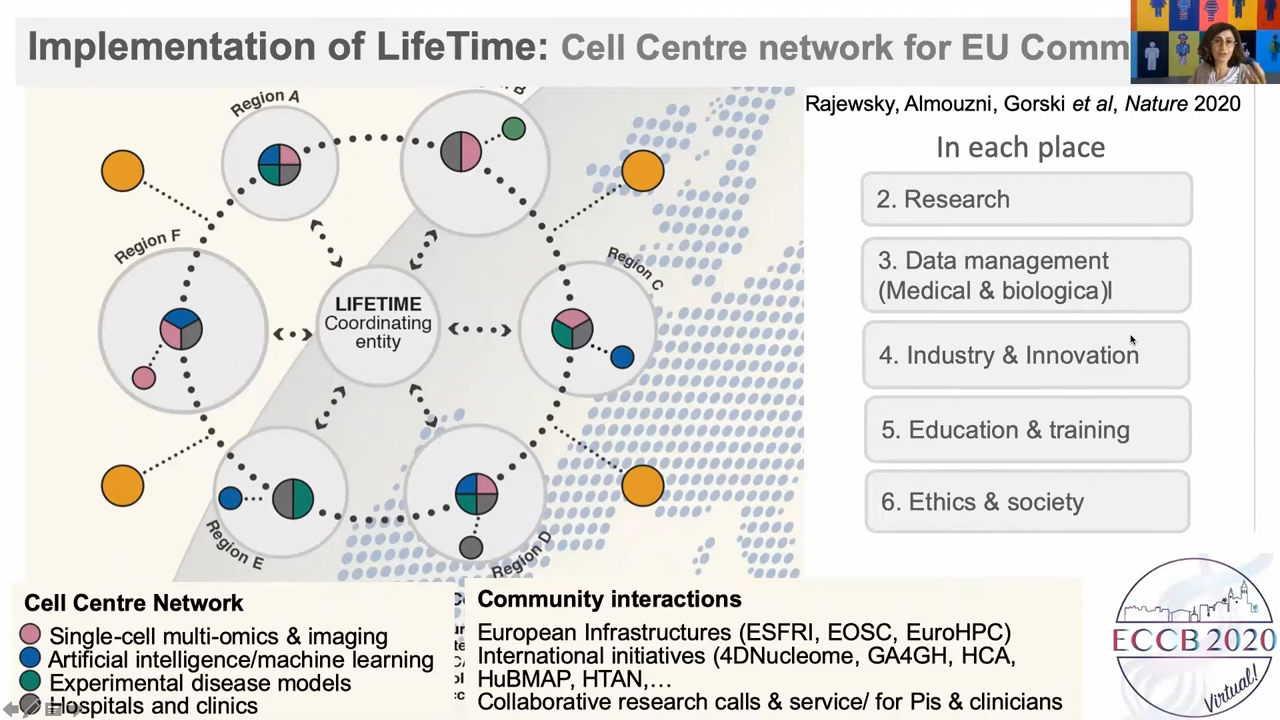 Implementation of LifeTime: Cell Centre network for EU Comm
Rajewsky, Almouzni, Gorski et al, Nature 2020
In each place
2. Research
3. Data management
(Medical & biologica)l
4. Industry & Innovation
5. Education & training
6. Ethics & society
Region A
B
Region F
Region C
LIFETIME
Coordinating
entity
Region E
Region D
Cell Centre Network
Single-cell multi-omics & imaging
Artificial intelligence/machine learning
Experimental disease models
Hospitals and clinics
Community interactions
European Infrastructures (ESFRI, EOSC, EuroHPC)
International initiatives (4DNucleome, GA4GH, HCA,
HuBMAP, HTAN,...
Collaborative research calls & service/ for Pis & clinicians
ECCB 2020
Virtual!